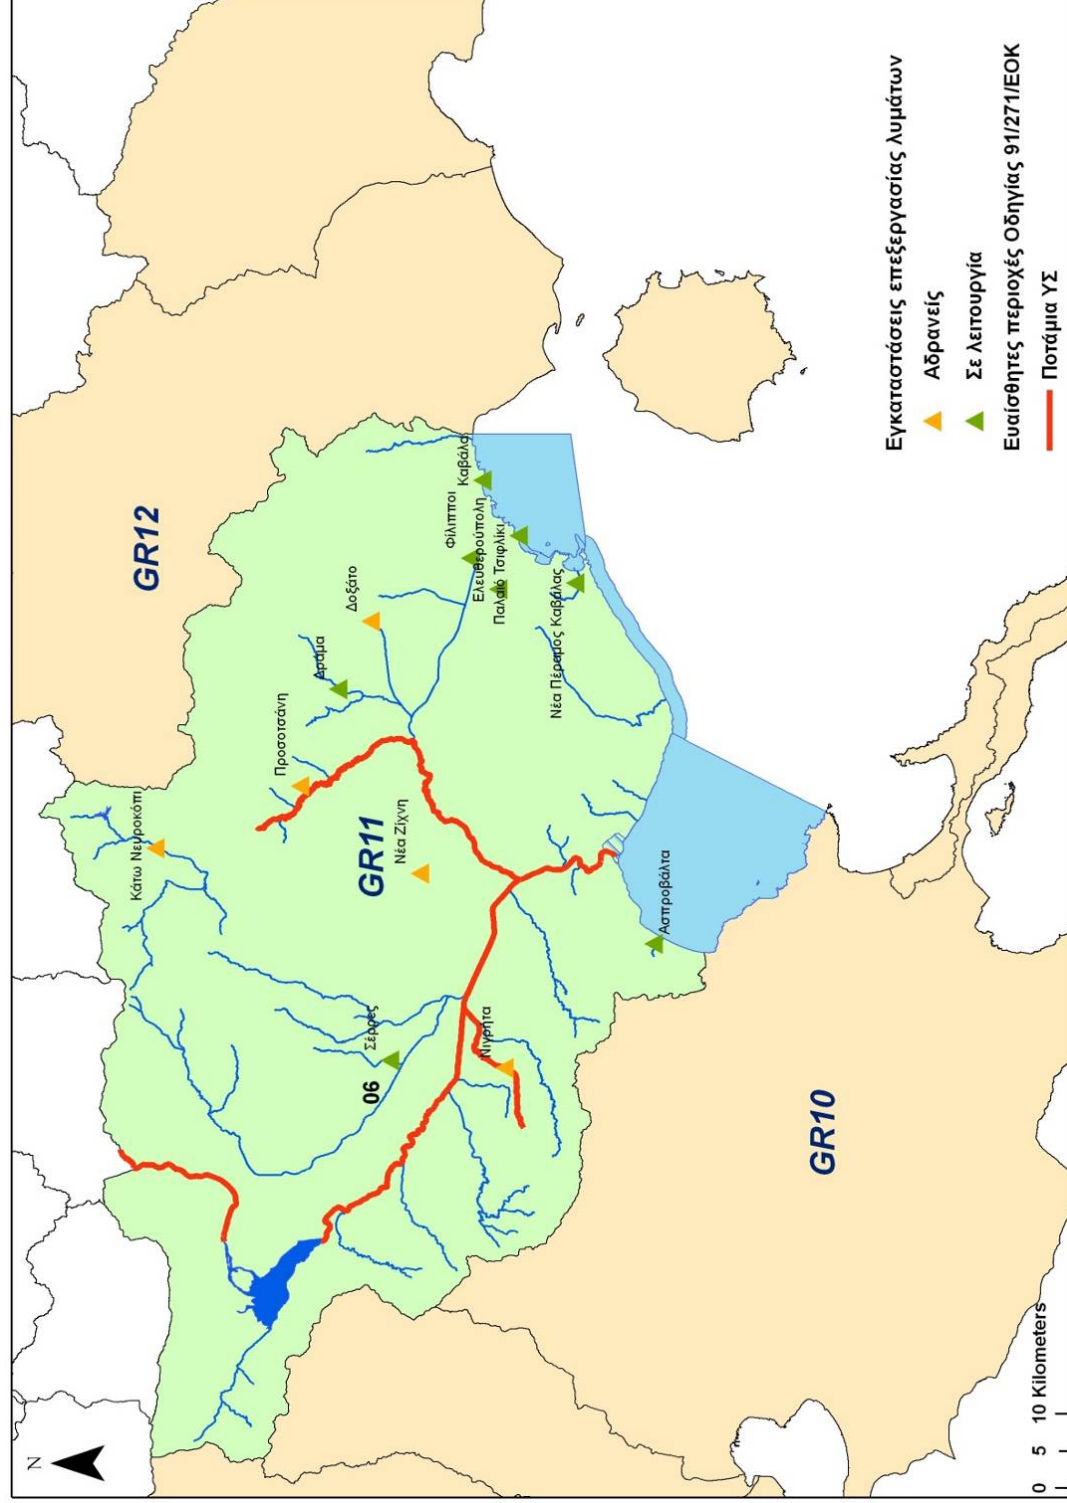 N
GR12
Κάτω Νευροκόπι
Προσοτσάνη
Δράμα
Δοξάτο
06
Σέρρες
GR11
Νέα Ζίχνη
Φίλιπποι
Καβάλα
Ελευθερούπολη
Παλαιό Τσιφλίκι
Νιγρήτα
Νέα Πέραμος Καβάλας
Ασπροβάλτα
GR10
Εγκαταστάσεις επεξεργασίας λυμάτων
Αδρανείς
Σε λειτουργία
Ευαίσθητες περιοχές Οδηγίας 91/271/ΕΟΚ
Ποτάμια ΥΣ
0 5 10 Kilometers